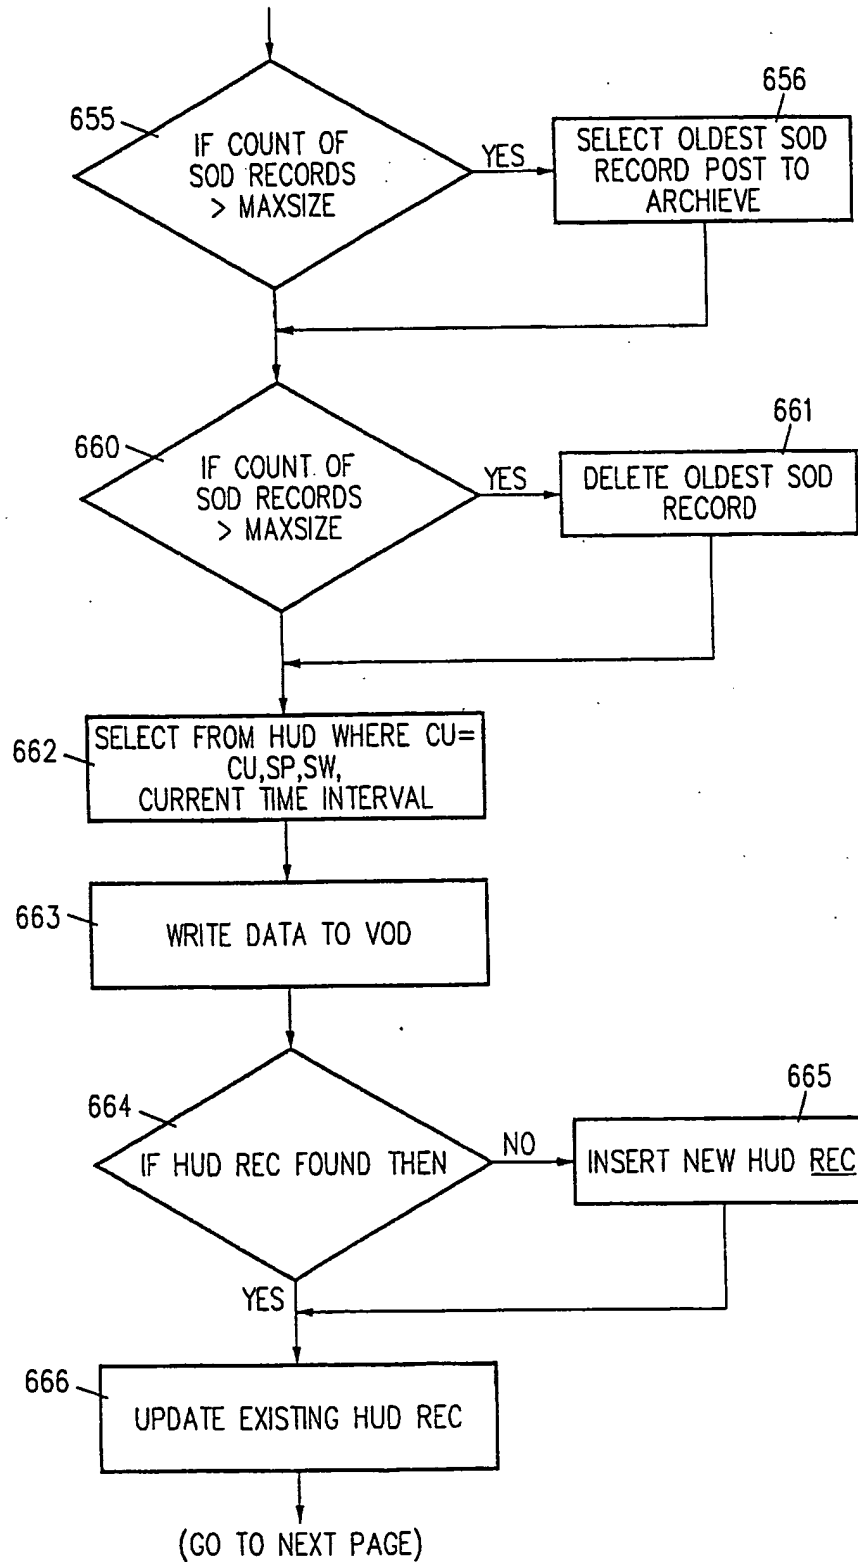 655
IF COUNT OF
SOD RECORDS
> MAXSIZE
YES
656
SELECT OLDEST SOD
RECORD POST TO
ARCHIEVE
660
IF COUNT OF
SOD RECORDS
> MAXSIZE
YES
661
DELETE OLDEST SOD
RECORD
662
SELECT FROM HUD WHERE CU=
CU,SP,SW,
CURRENT TIME INTERVAL
663
WRITE DATA TO VOD
664
IF HUD REC FOUND THEN
NO
665
INSERT NEW HUD REC
YES
666
UPDATE EXISTING HUD REC
(GO TO NEXT PAGE)